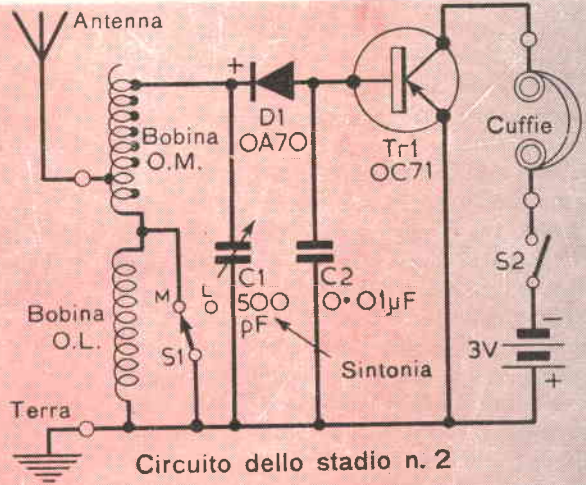 Antenna
+
Bobina
O.M.
D1
OA70
Tr1
OC71
Cuffie
S2
M
L
S1
C1
500
pF
C2
0·01µF
Bobina
O.L.
Sintonia
3V
−
+
Terra
Circuito dello stadio n. 2